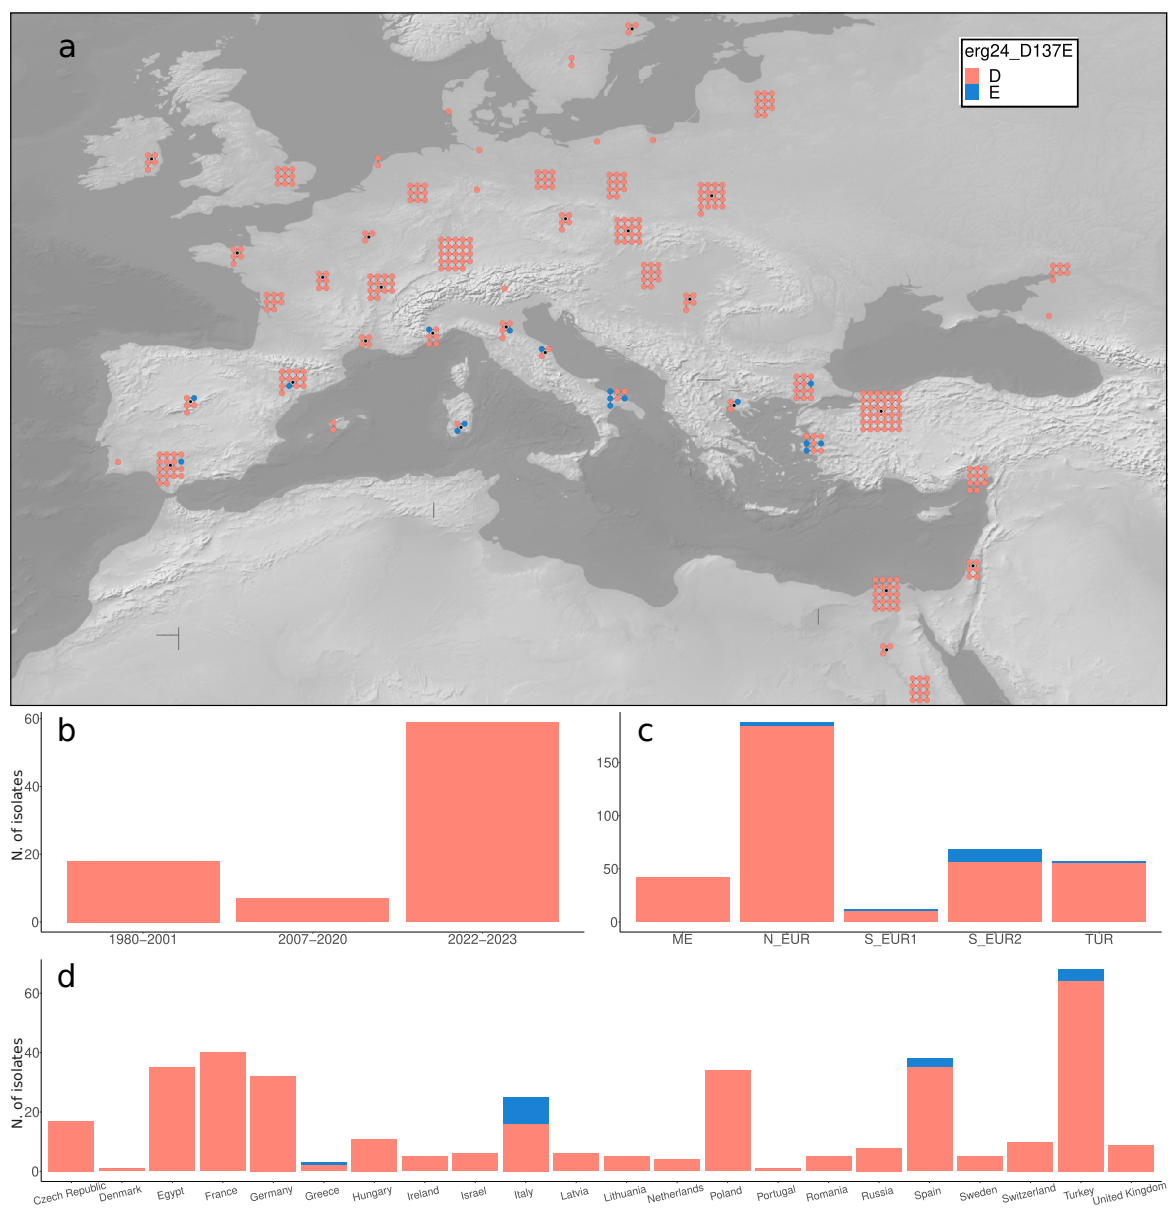 a
erg24_D137E
D
E
b
N. of isolates
60
40
20
0
1980–2001
2007–2020
2022–2023
c
150
100
50
0
ME
N_EUR
S_EUR1
S_EUR2
TUR
d
N. of isolates
60
40
20
0
Czech Republic
Denmark
Egypt
France
Germany
Greece
Hungary
Ireland
Israel
Italy
Latvia
Lithuania
Netherlands
Poland
Portugal
Romania
Russia
Spain
Sweden
Switzerland
Turkey
United Kingdom